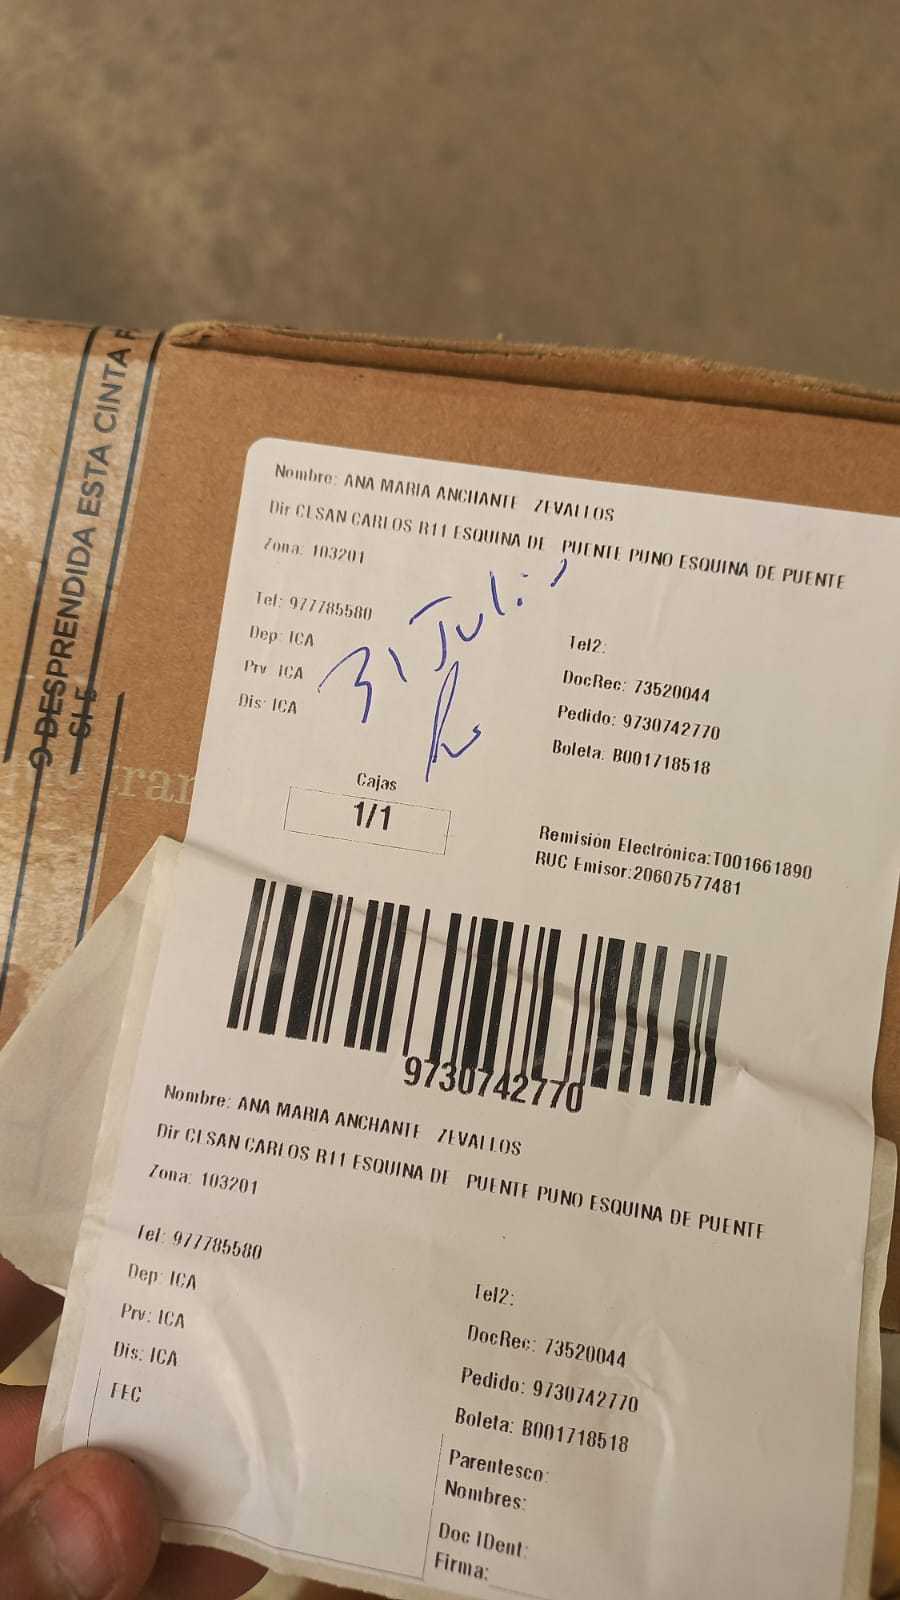 9 DESPRENDIDA ESTA CINTA
SI E
tran
Nombre: ANA MARIA ANCHANTE ZEVALLOS
Dir CLSAN CARLOS R11 ESQUINA DE PUENTE PUNO ESQUINA DE PUENTE
Zona: 103201
31 Julio
Tel: 977785580
Tel2:
Dep: ICA
DocRec: 73520044
Prv: ICA
Pedido: 9730742770
Dis: ICA
Boleta: B001718518
Cajas
1/1
Remisión Electrónica:T001661890
RUC Emisor:20607577481
9730742770
Nombre: ANA MARIA ANCHANTE ZEVALLOS
Dir CLSAN CARLOS R11 ESQUINA DE PUENTE PUNO ESQUINA DE PUENTE
Zona: 103201
Tel: 977785580
Tel2:
Dep: ICA
DocRec: 73520044
Prv: ICA
Pedido: 9730742770
Dis: ICA
Boleta: B001718518
FEC
Parentesco:
Nombres:
Doc IDent:
Firma: